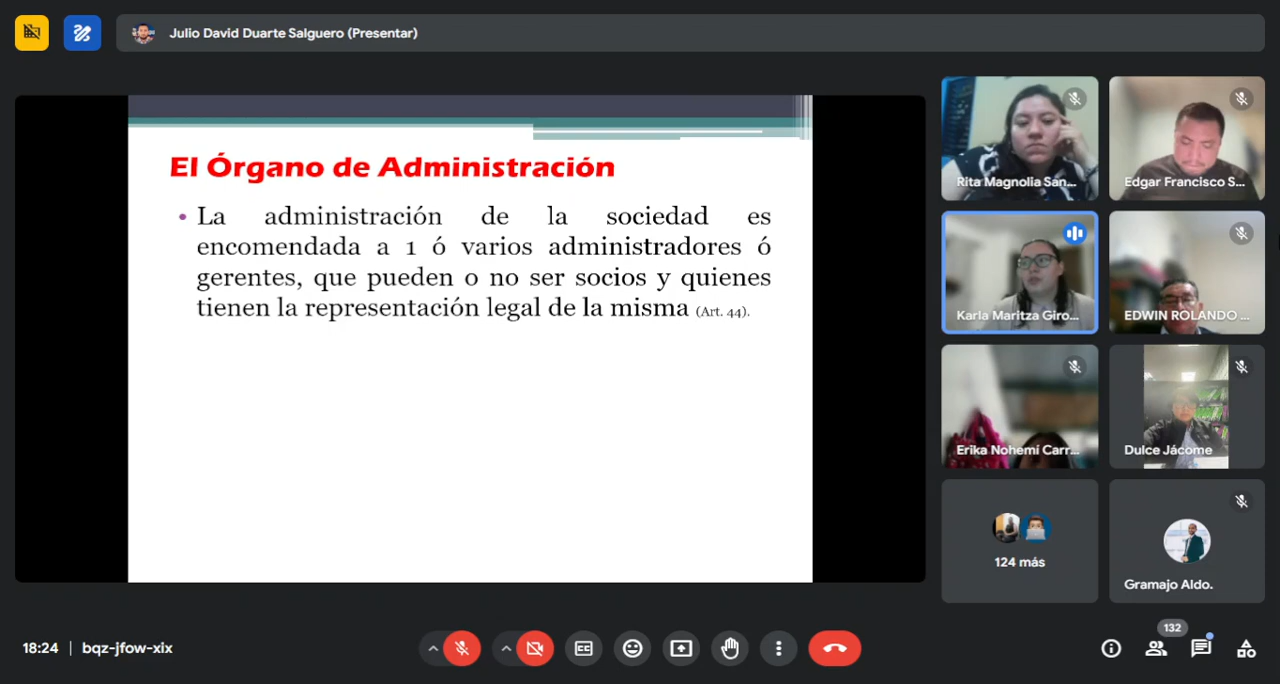 Julio David Duarte Salguero (Presentar)
El Órgano de Administración
• La administración de la sociedad es
encomendada a 1 ó varios administradores ó
gerentes, que pueden o no ser socios y quienes
tienen la representación legal de la misma (Art. 44).
Rita Magnolia San...
Edgar Francisco S...
Karla Maritza Giro...
EDWIN ROLANDO ...
Erika Nohemí Carr...
Dulce Jácome
124 más
Gramajo Aldo.
18:24 | bqz-jfow-xix
CC
132